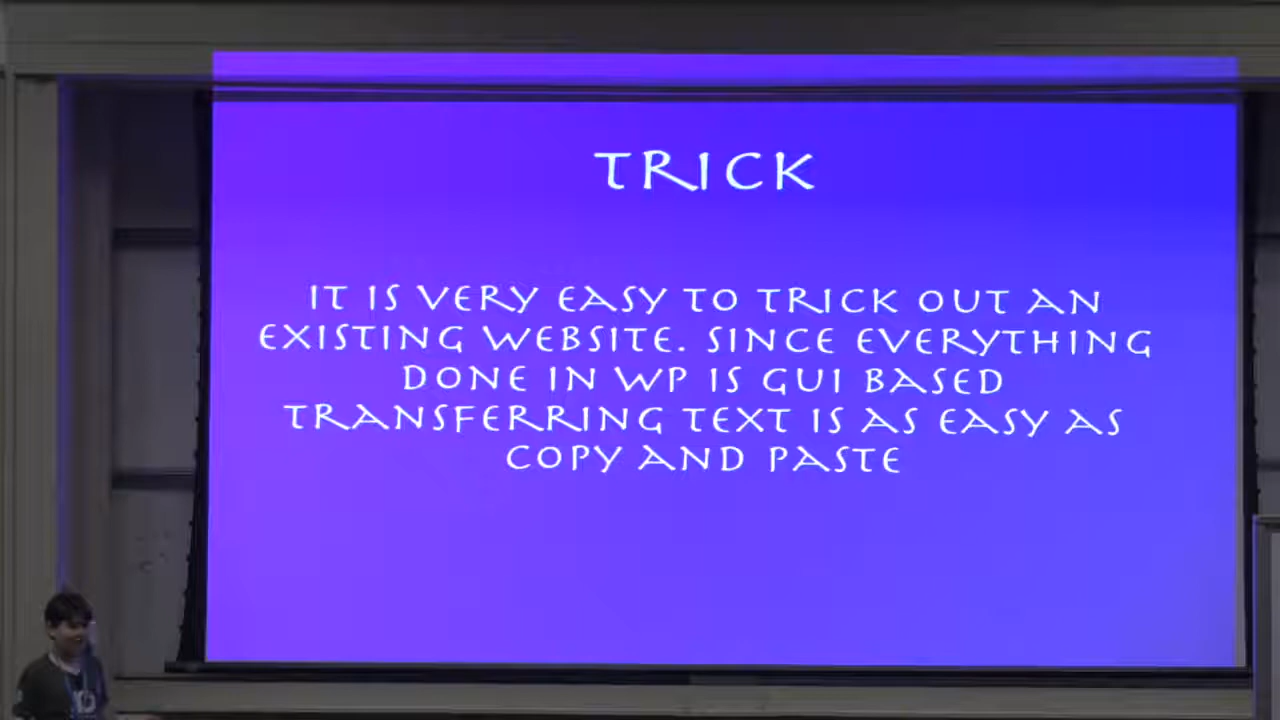 TRICK
IT IS VERY EASY TO TRICK OUT AN
EXISTING WEBSITE. SINCE EVERYTHING
DONE IN WP IS GUI BASED
TRANSFERRING TEXT IS AS EASY AS
COPY AND PASTE